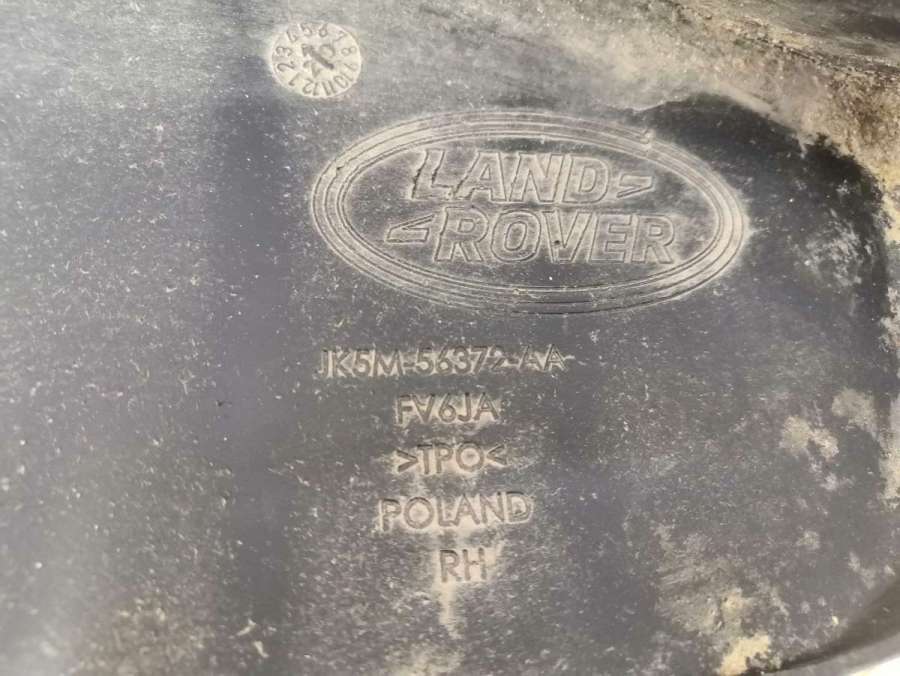 LAND
ROVER
JK5M-56372-AA
FV6JA
>TPO<
POLAND
RH